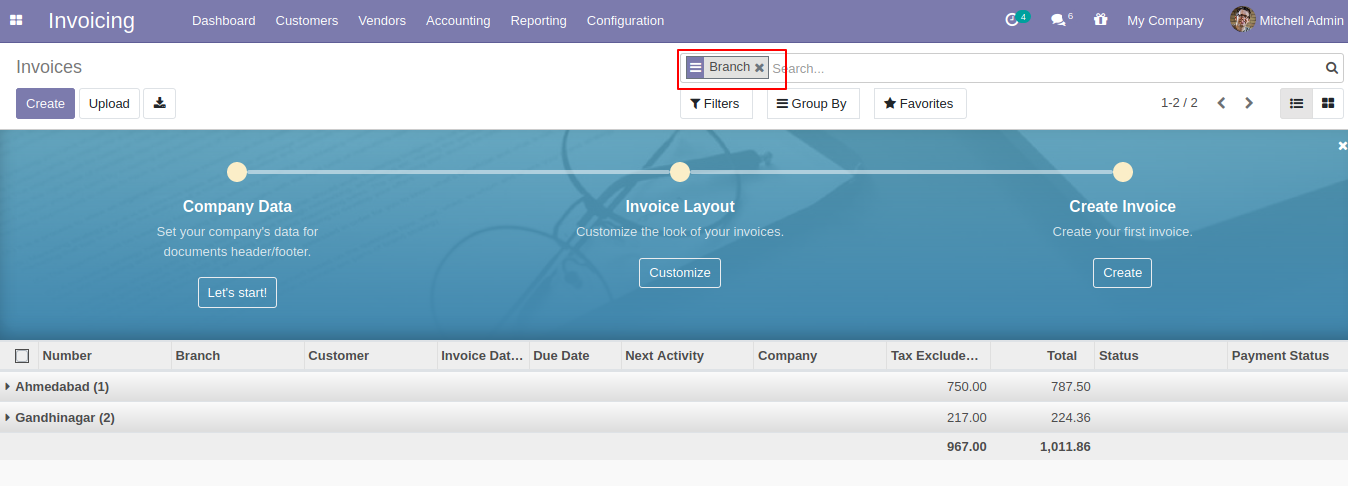 Invoicing Dashboard Customers Vendors Accounting Reporting Configuration 4 6 My Company Mitchell Admin
Invoices Branch Search...
Create Upload Filters Group By Favorites 1-2 / 2
Company Data Invoice Layout Create Invoice
Set your company's data for Customize the look of your invoices. Create your first invoice.
documents header/footer.
Let's start! Customize Create
Number Branch Customer Invoice Dat... Due Date Next Activity Company Tax Exclude... Total Status Payment Status
Ahmedabad (1) 750.00 787.50
Gandhinagar (2) 217.00 224.36
967.00 1,011.86